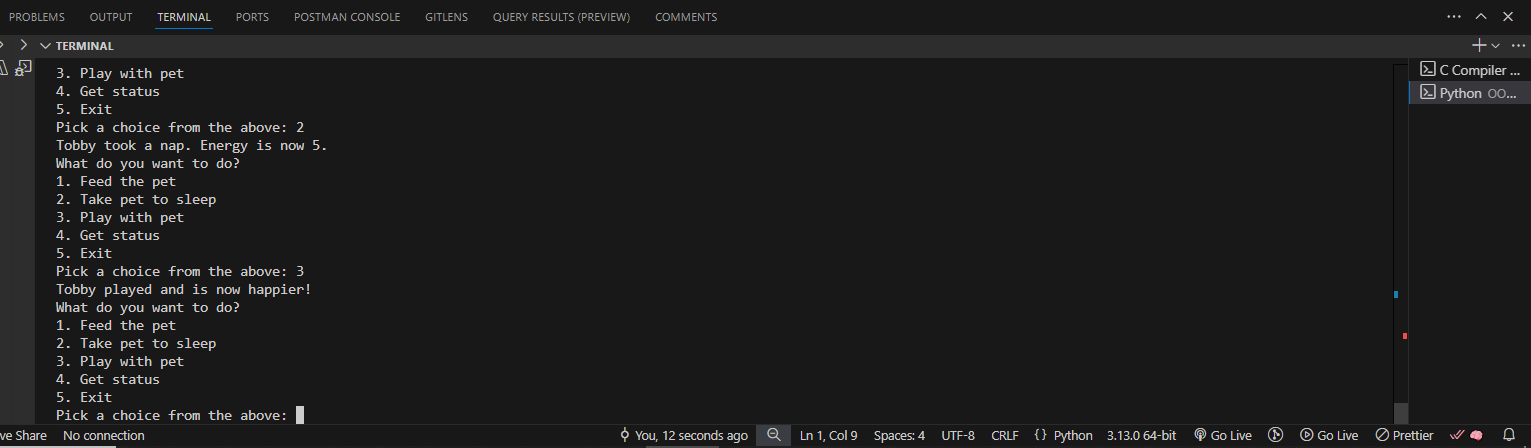 PROBLEMS OUTPUT TERMINAL PORTS POSTMAN CONSOLE GITLENS QUERY RESULTS (PREVIEW) COMMENTS
TERMINAL
3. Play with pet
4. Get status
5. Exit
Pick a choice from the above: 2
Tobby took a nap. Energy is now 5.
What do you want to do?
1. Feed the pet
2. Take pet to sleep
3. Play with pet
4. Get status
5. Exit
Pick a choice from the above: 3
Tobby played and is now happier!
What do you want to do?
1. Feed the pet
2. Take pet to sleep
3. Play with pet
4. Get status
5. Exit
Pick a choice from the above:
C Compiler ...
Python OO...
ve Share No connection You, 12 seconds ago Ln 1, Col 9 Spaces: 4 UTF-8 CRLF {} Python 3.13.0 64-bit Go Live Go Live Prettier